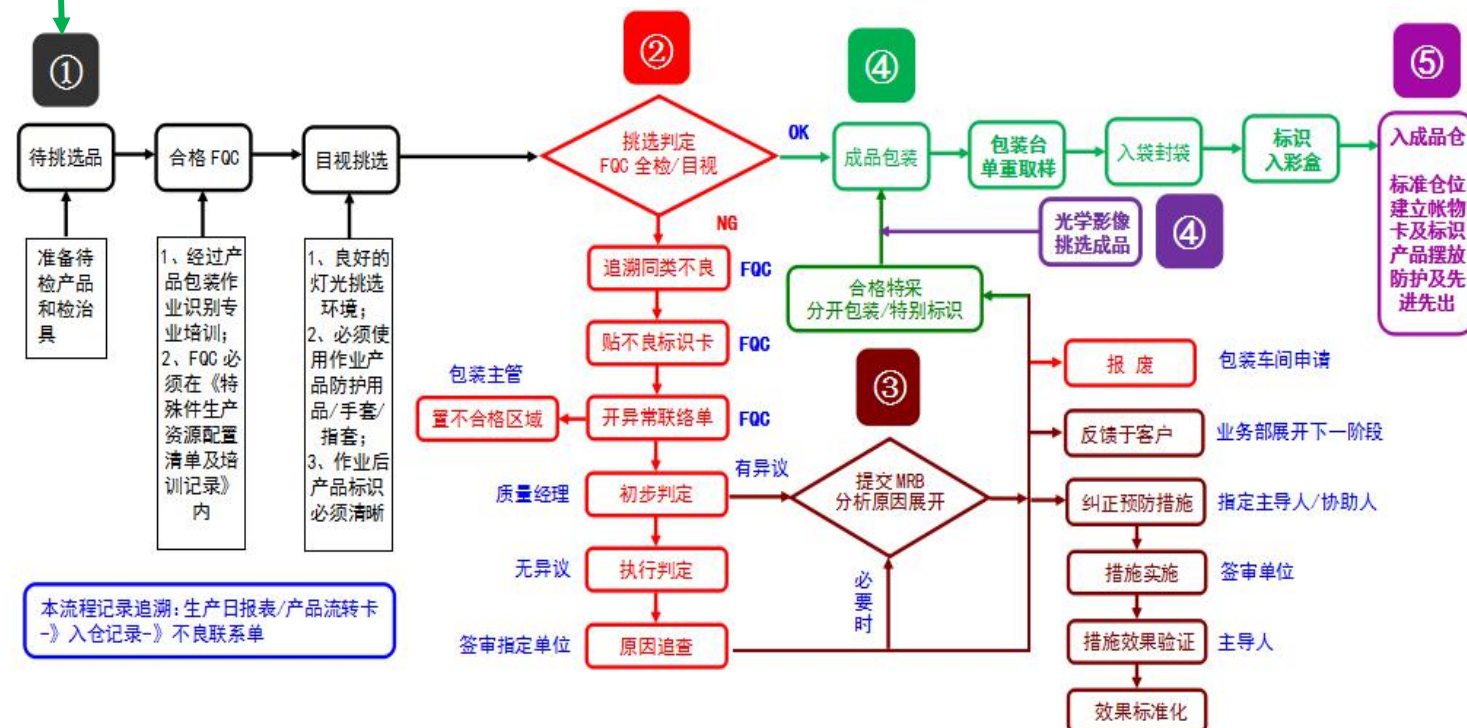 ①
待挑选品
合格 FQC
目视挑选
准备待
检产品
和检治
具
1、经过产
品包装作
业识别专
业培训；
2、FQC 必
须在《特
殊件生产
资源配置
清单及培
训记录》
内
1、良好的
灯光挑选
环境；
2、必须使
用作业产
品防护用
品/手套/
指套；
3、作业后
产品标识
必须清晰
②
挑选判定
FQC 全检/目视
OK
NG
追溯同类不良
FQC
贴不良标识卡
FQC
包装主管
置不合格区域
开异常联络单
FQC
质量经理
初步判定
有异议
无异议
执行判定
签审指定单位
原因追查
必
要
时
③
提交 MRB
分析原因展开
④
成品包装
包装台
单重取样
入袋封袋
标识
入彩盒
光学影像
挑选成品
④
合格特采
分开包装/特别标识
⑤
入成品仓
标准仓位
建立帐物
卡及标识
产品摆放
防护及先
进先出
报 废
包装车间申请
反馈于客户
业务部展开下一阶段
纠正预防措施
指定主导人/协助人
措施实施
签审单位
措施效果验证
主导人
效果标准化
本流程记录追溯：生产日报表/产品流转卡
-》入仓记录-》不良联系单